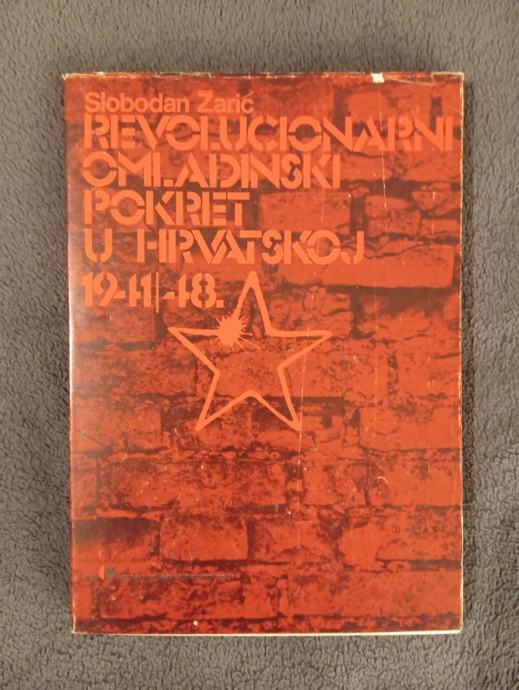 Slobodan Žarić
REVOLUCIONARNI
OMLADINSKI
POKRET
U HRVATSKOJ
1941/48.